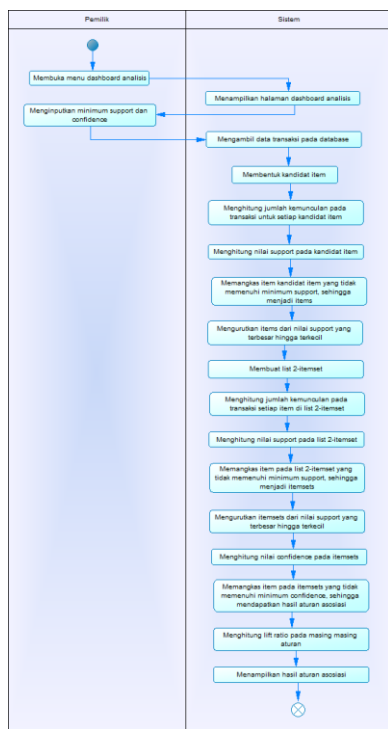 Pemilik
Sistem
Membuka menu dashboard analisis
Menampilkan halaman dashboard analisis
Menginputkan minimum support dan
confidence
Mengambil data transaksi pada database
Membentuk kandidat item
Menghitung jumlah kemunculan pada
transaksi untuk setiap kandidat item
Menghitung nilai support pada kandidat item
Memangkas item kandidat item yang tidak
memenuhi minimum support, sehingga
menjadi items
Mengurutkan items dari nilai support yang
terbesar hingga terkecil
Membuat list 2-itemset
Menghitung jumlah kemunculan pada
transaksi setiap item di list 2-itemset
Menghitung nilai support pada list 2-itemset
Memangkas item pada list 2-itemset yang
tidak memenuhi minimum support, sehingga
menjadi itemsets
Mengurutkan itemsets dari nilai support yang
terbesar hingga terkecil
Menghitung nilai confidence pada itemsets
Memangkas item pada itemsets yang tidak
memenuhi minimum confidence, sehingga
mendapatkan hasil aturan asosiasi
Menghitung lift ratio pada masing masing
aturan
Menampilkan hasil aturan asosiasi